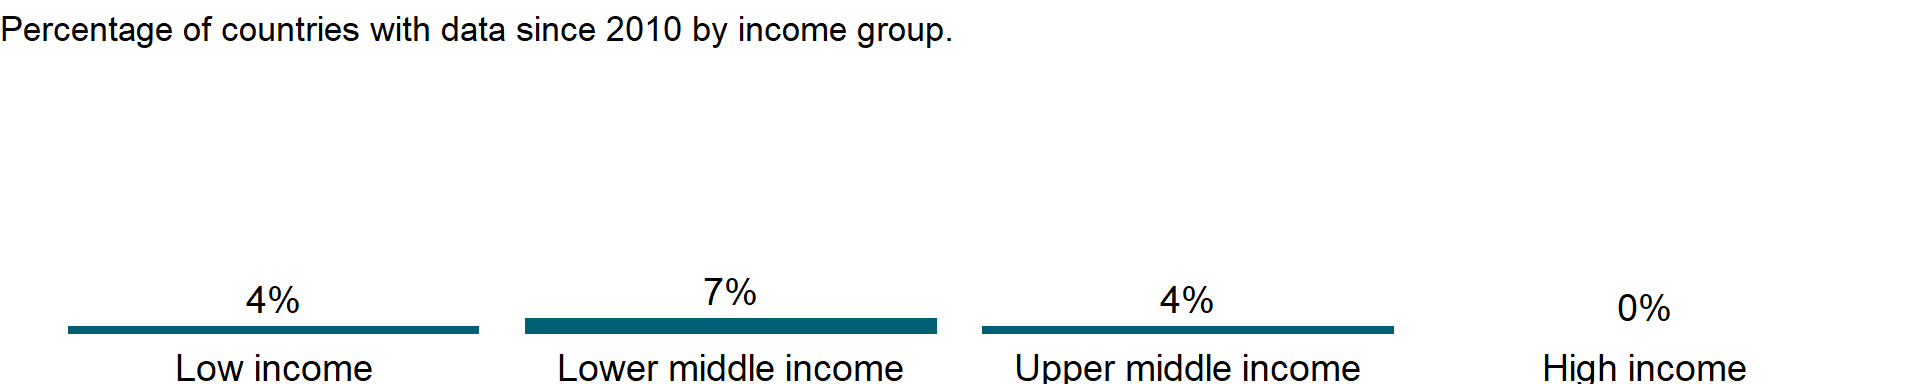 Percentage of countries with data since 2010 by income group.
4% 7% 4% 0%
Low income Lower middle income Upper middle income High income